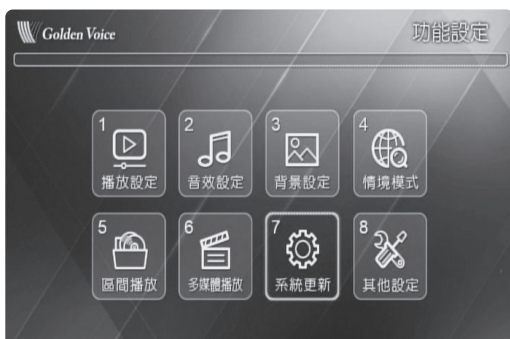 Golden Voice
功能設定
1
播放設定
2
音效設定
3
背景設定
4
情境模式
5
區間播放
6
多媒體播放
7
系統更新
8
其他設定